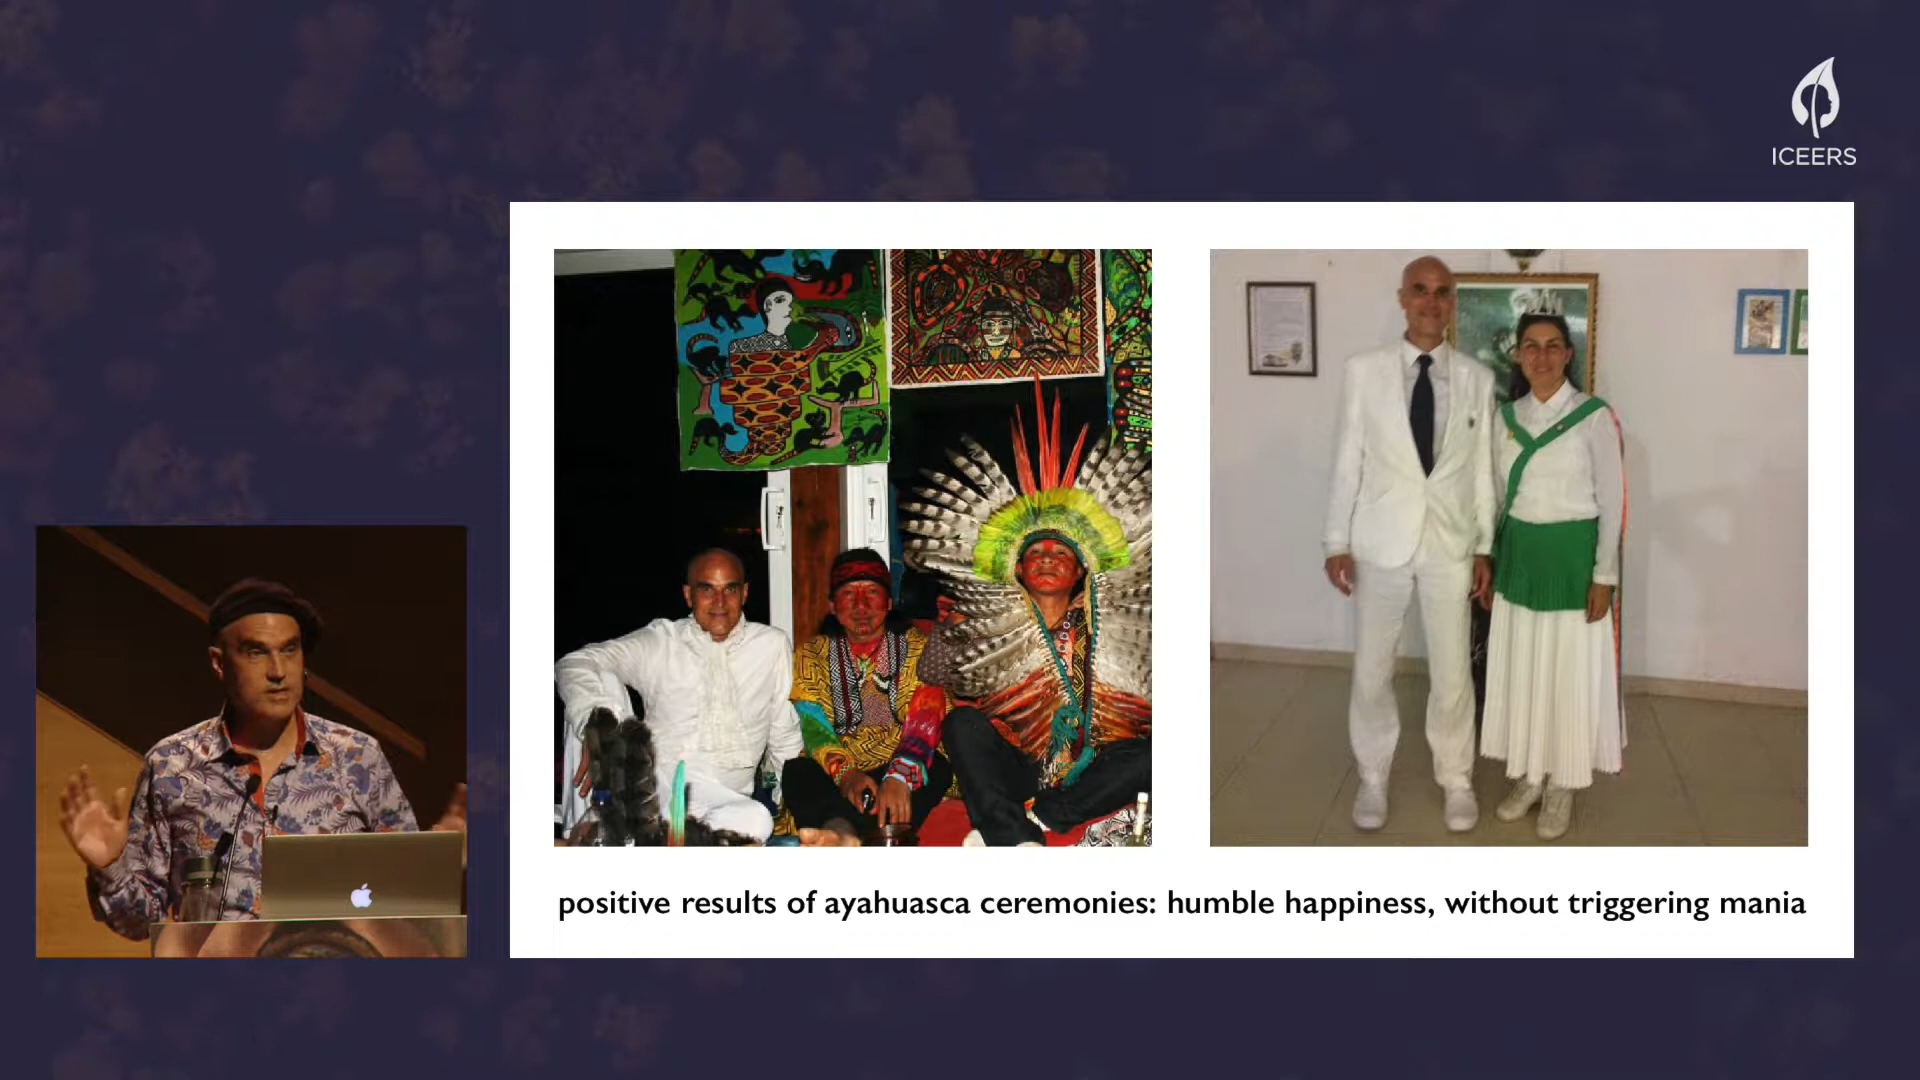 ICEERS
positive results of ayahuasca ceremonies: humble happiness, without triggering mania